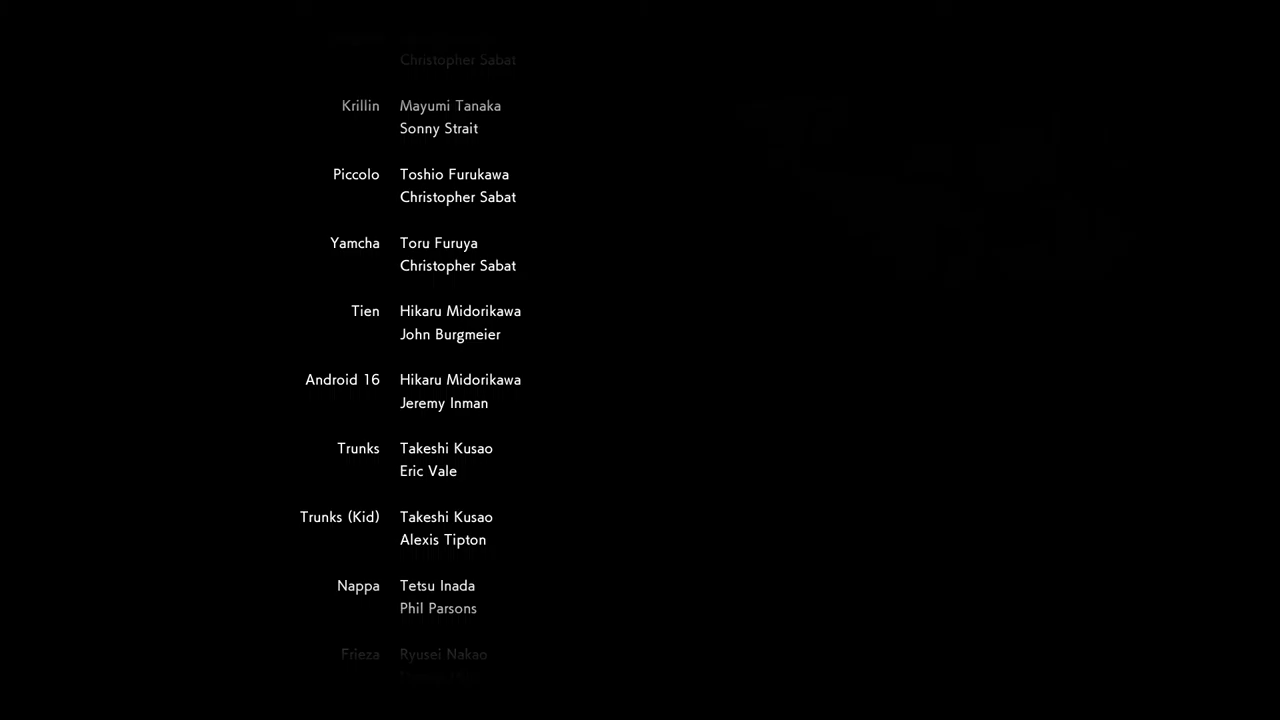 Christopher Sabat
Krillin Mayumi Tanaka
Sonny Strait
Piccolo Toshio Furukawa
Christopher Sabat
Yamcha Toru Furuya
Christopher Sabat
Tien Hikaru Midorikawa
John Burgmeier
Android 16 Hikaru Midorikawa
Jeremy Inman
Trunks Takeshi Kusao
Eric Vale
Trunks (Kid) Takeshi Kusao
Alexis Tipton
Nappa Tetsu Inada
Phil Parsons
Frieza Ryusei Nakao